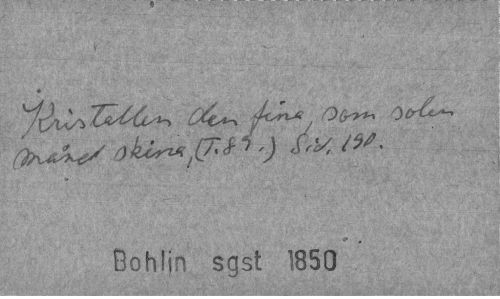 Kristallen den fina, som solen
månd skina, (T. 89.) Sid. 190.
Bohlin sgst 1850